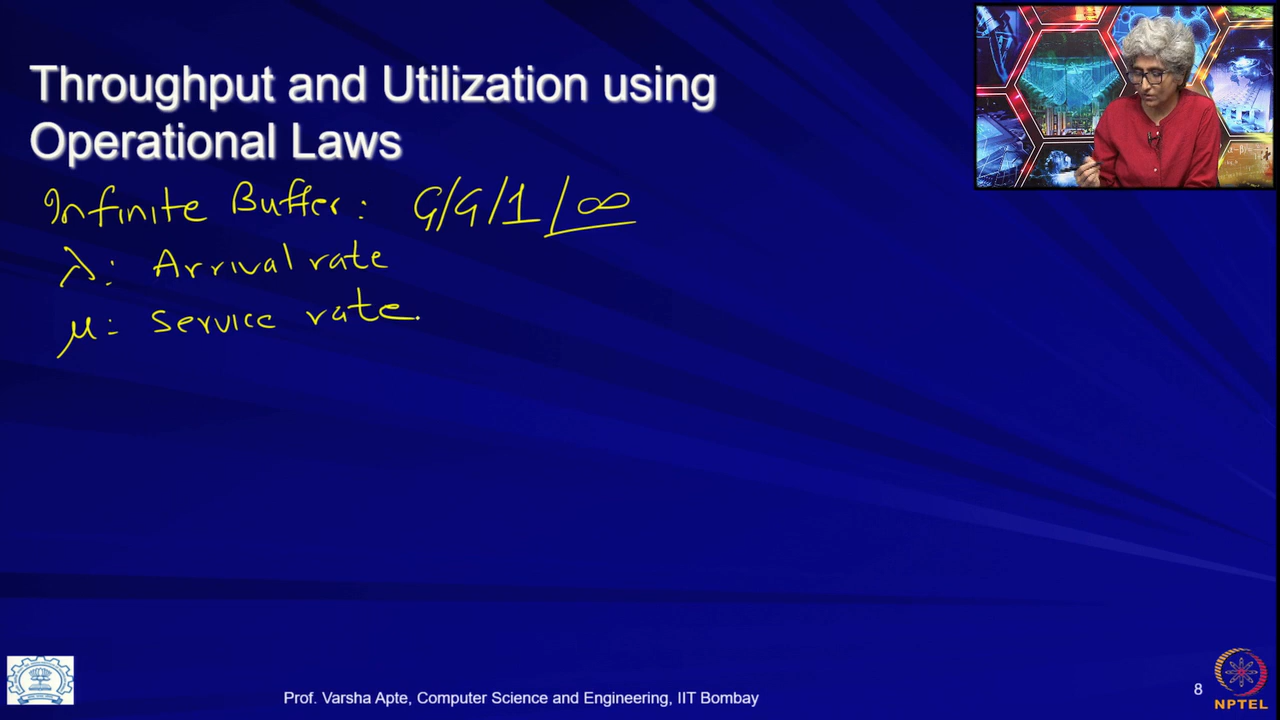 Throughput and Utilization using
Operational Laws
Infinite Buffer: G/G/1/∞
λ: Arrival rate
μ: Service rate.
Prof. Varsha Apte, Computer Science and Engineering, IIT Bombay
8
NPTEL